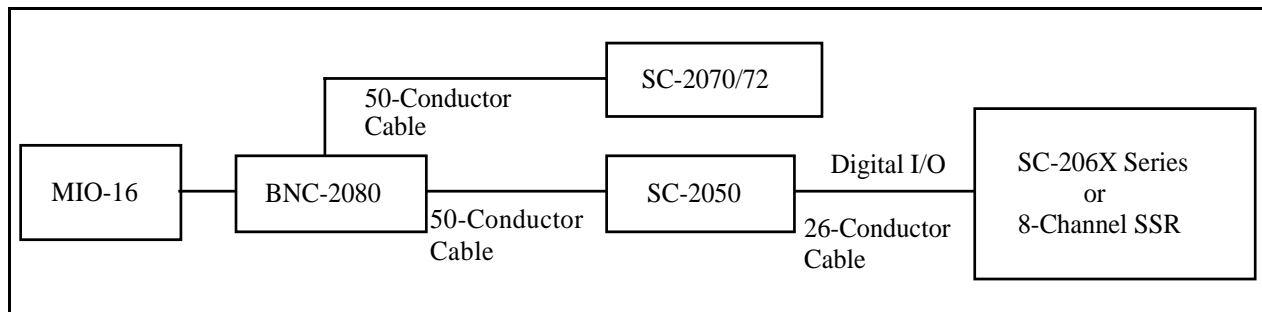 SC-2070/72
50-Conductor
Cable
MIO-16
BNC-2080
50-Conductor
Cable
SC-2050
Digital I/O
26-Conductor
Cable
SC-206X Series
or
8-Channel SSR